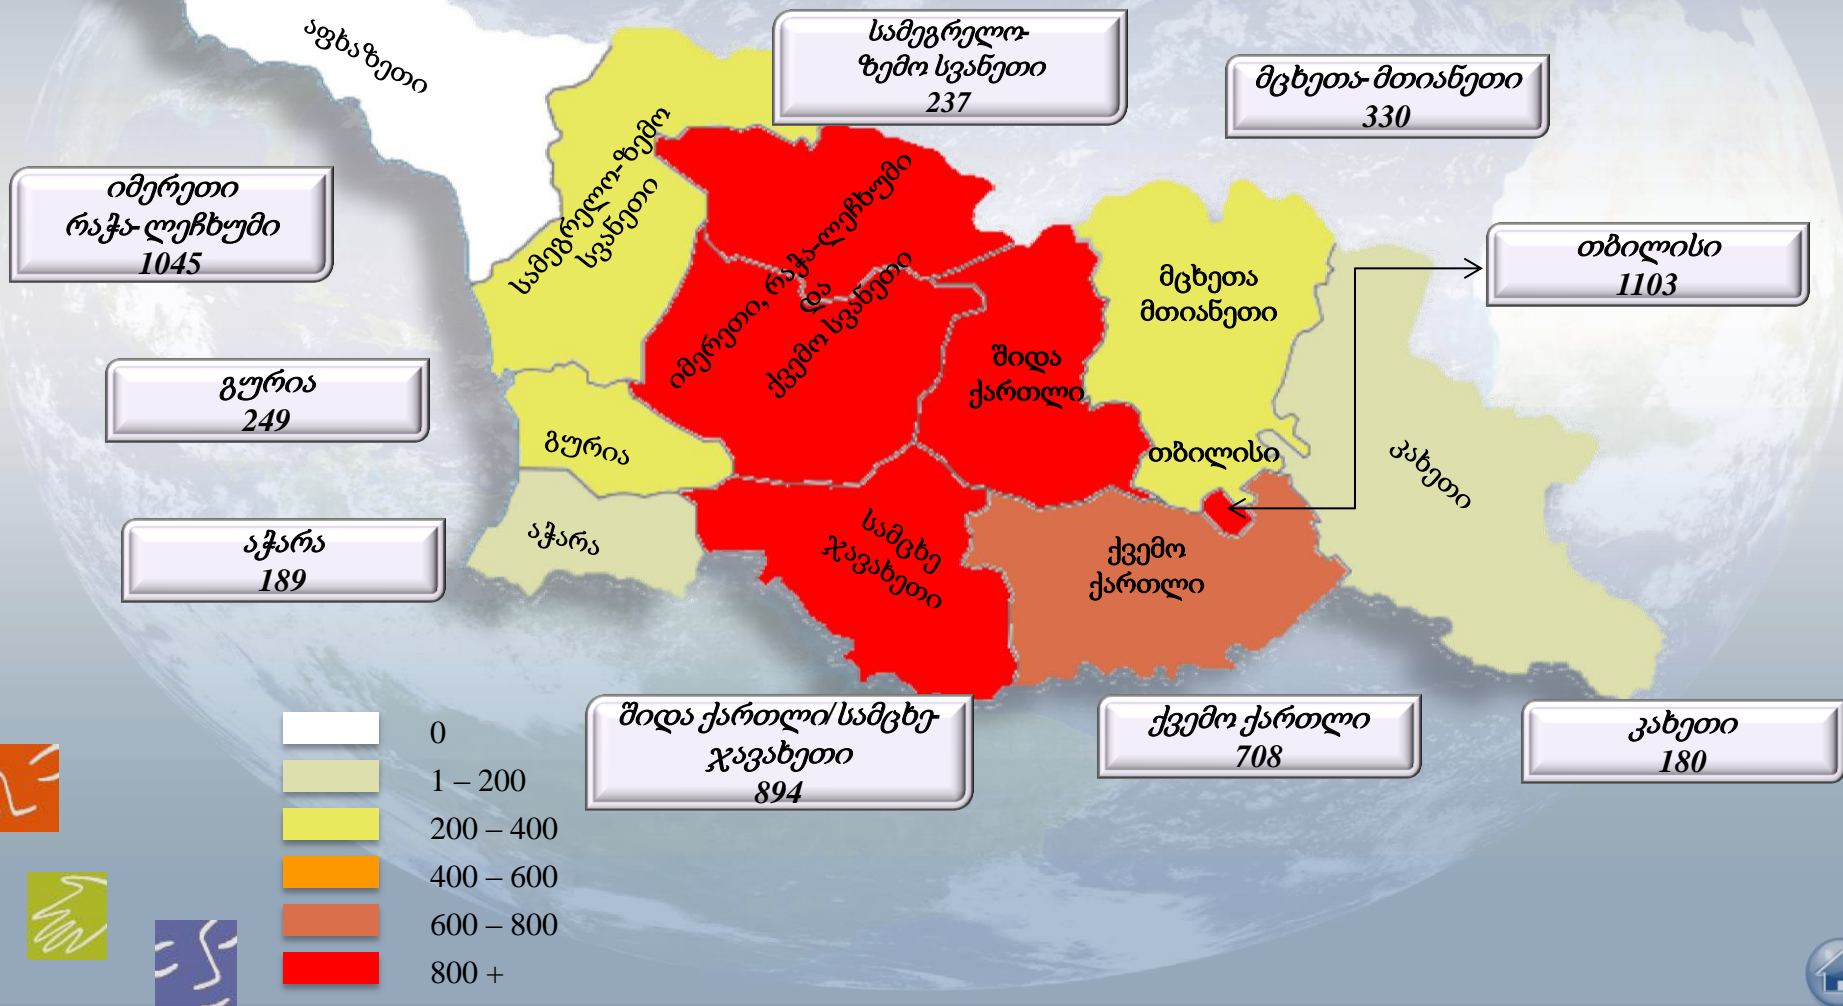 აფხაზეთი
სამეგრელო-
ზემო სვანეთი
237
მცხეთა-მთიანეთი
330
იმერეთი
რაჭა-ლეჩხუმი
1045
თბილისი
1103
გურია
249
აჭარა
189
სამეგრელო-ზემო
სვანეთი
იმერეთი, რაჭა-ლეჩხუმი
და
ქვემო სვანეთი
შიდა
ქართლი
მცხეთა
მთიანეთი
თბილისი
კახეთი
გურია
აჭარა
სამცხე
ჯავახეთი
ქვემო
ქართლი
შიდა ქართლი/სამცხე-
ჯავახეთი
894
ქვემო ქართლი
708
კახეთი
180
0
1 – 200
200 – 400
400 – 600
600 – 800
800 +